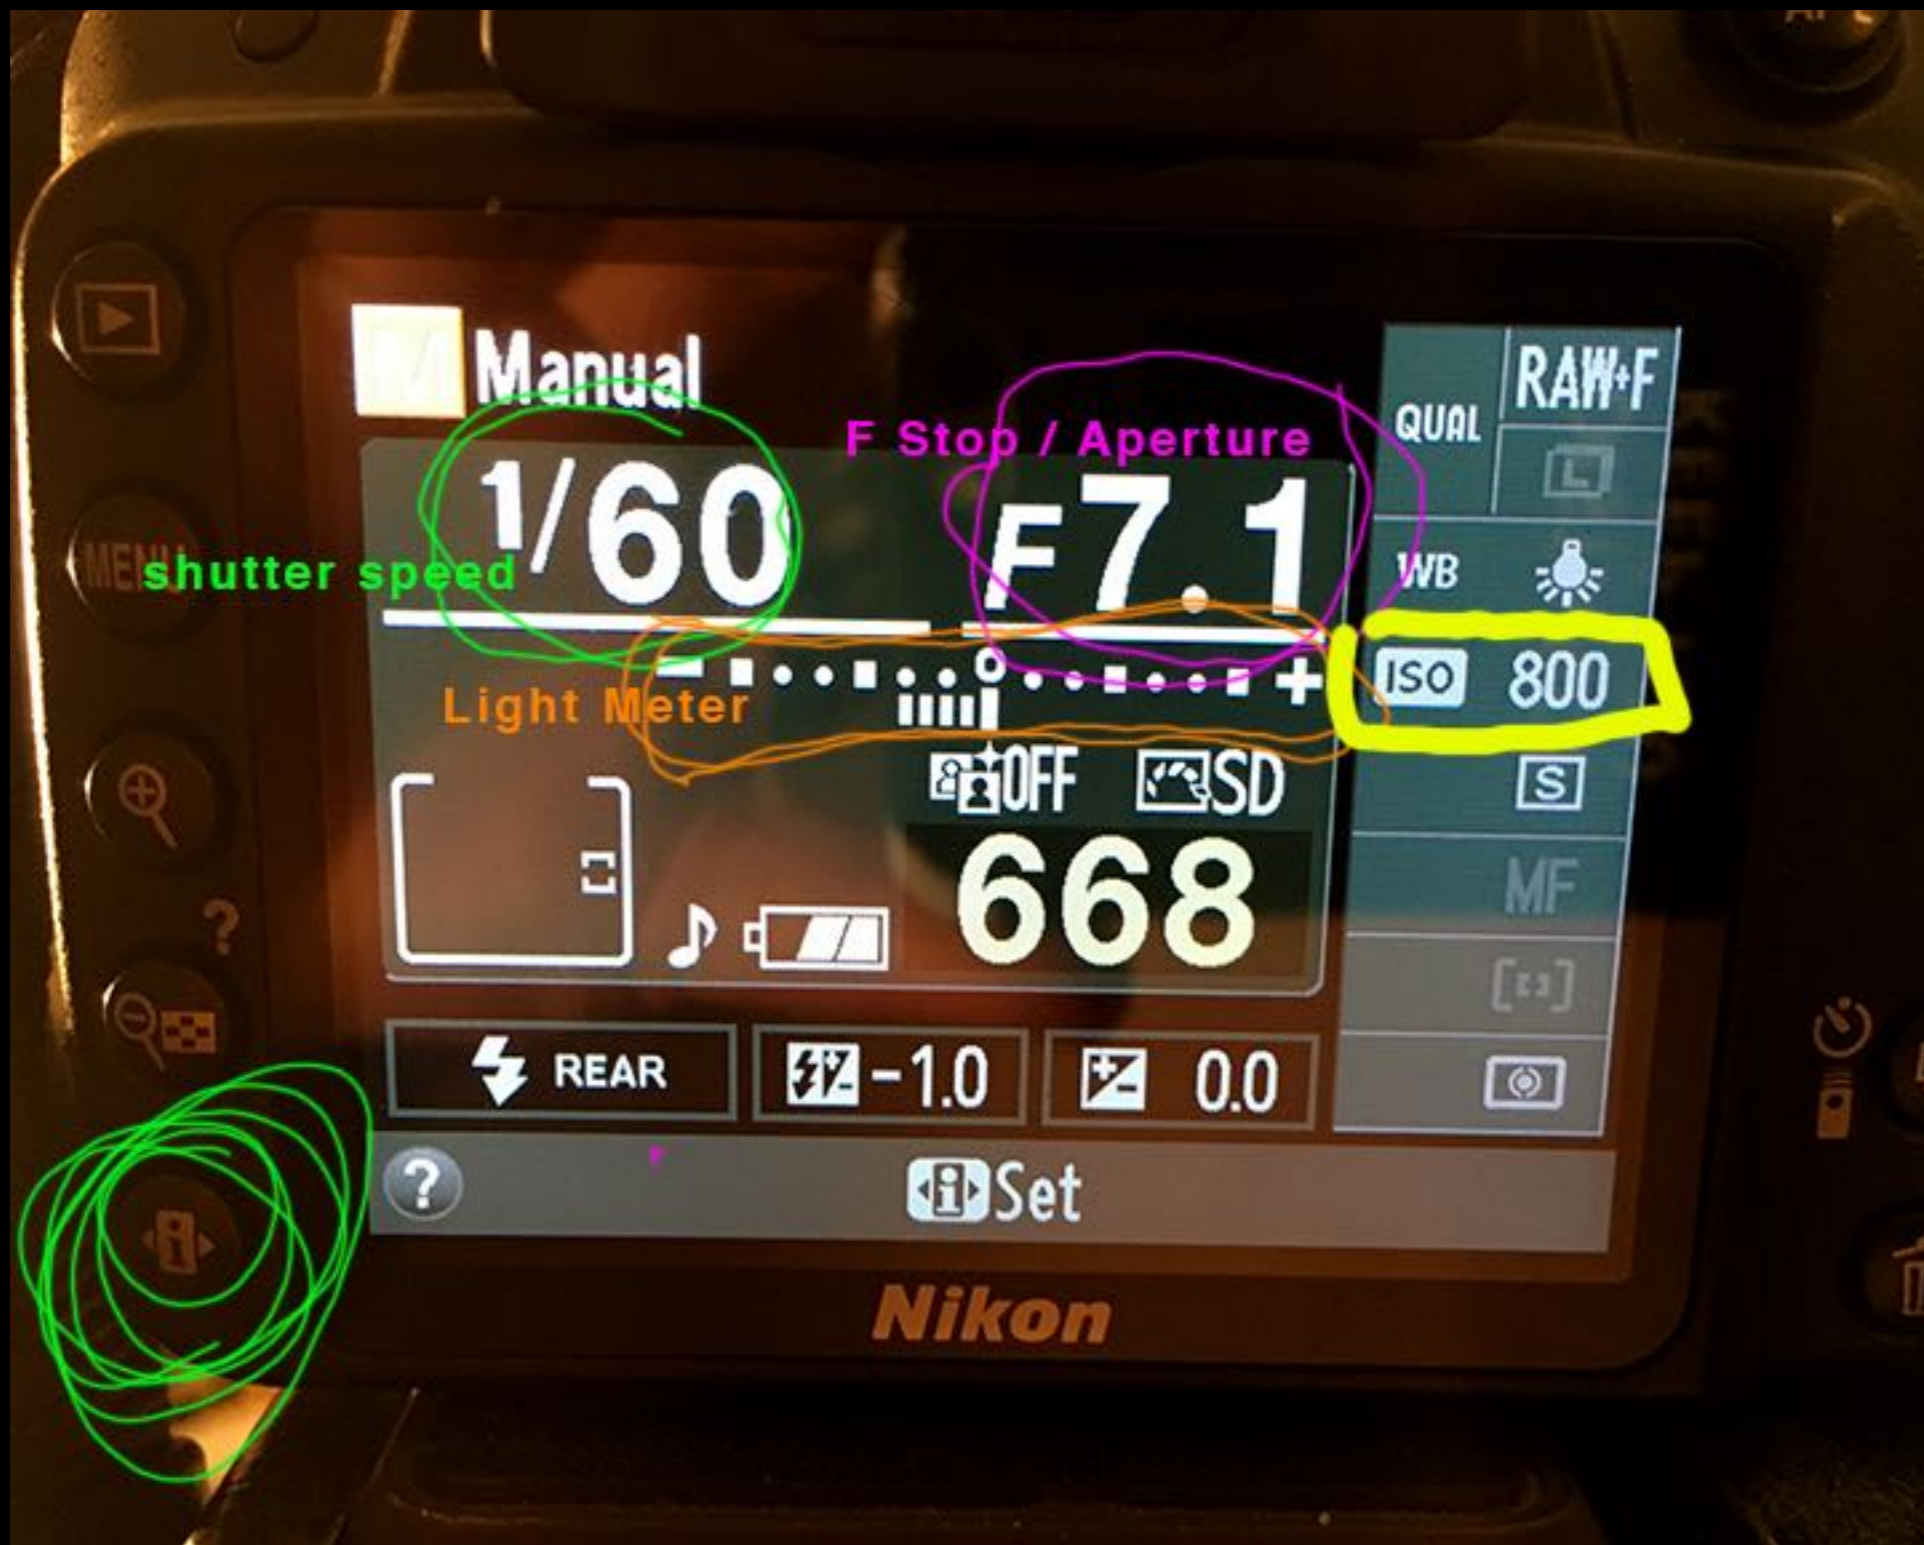 M Manual
F Stop / Aperture
1/60 F7.1
shutter speed
MENU
Light Meter
OFF SD
668
REAR
-1.0
0.0
? Set
QUAL RAW+F
L
WB
ISO 800
S
MF
?
Nikon